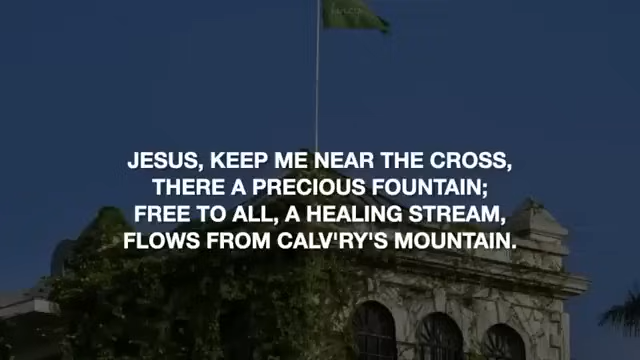 JESUS, KEEP ME NEAR THE CROSS,
THERE A PRECIOUS FOUNTAIN;
FREE TO ALL, A HEALING STREAM,
FLOWS FROM CALV'RY'S MOUNTAIN.